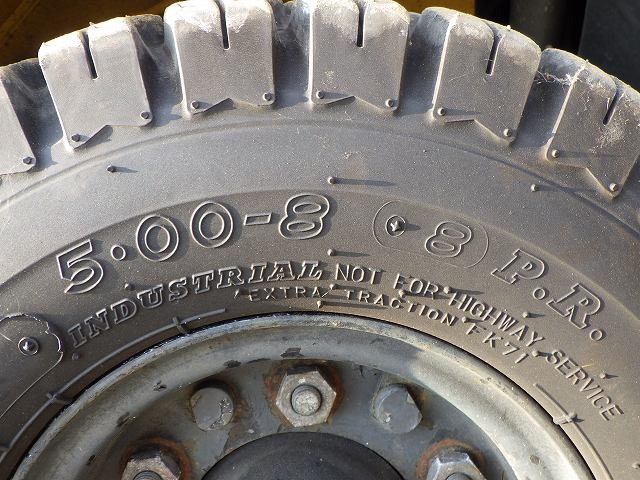 5·00-8 8 P.R.
INDUSTRIAL NOT FOR HIGHWAY SERVICE
EXTRA TRACTION FK71